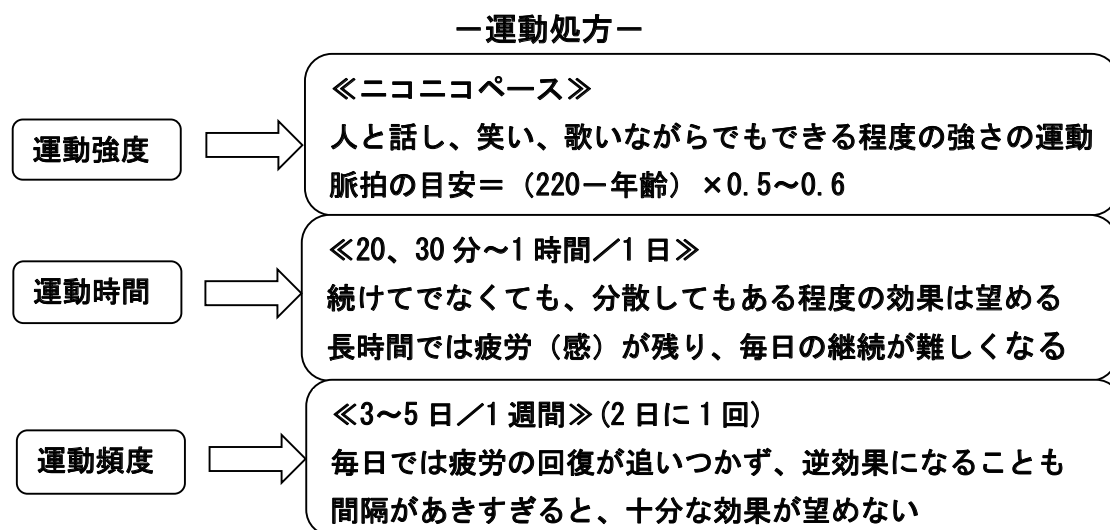 －運動処方－
運動強度
≪ニコニコペース≫
人と話し、笑い、歌いながらでもできる程度の強さの運動
脈拍の目安＝（220－年齢）×0.5～0.6
運動時間
≪20、30分～1時間／1日≫
続けてでなくても、分散してもある程度の効果は望める
長時間では疲労（感）が残り、毎日の継続が難しくなる
運動頻度
≪3～5日／1週間≫(2日に1回)
毎日では疲労の回復が追いつかず、逆効果になることも
間隔があきすぎると、十分な効果が望めない